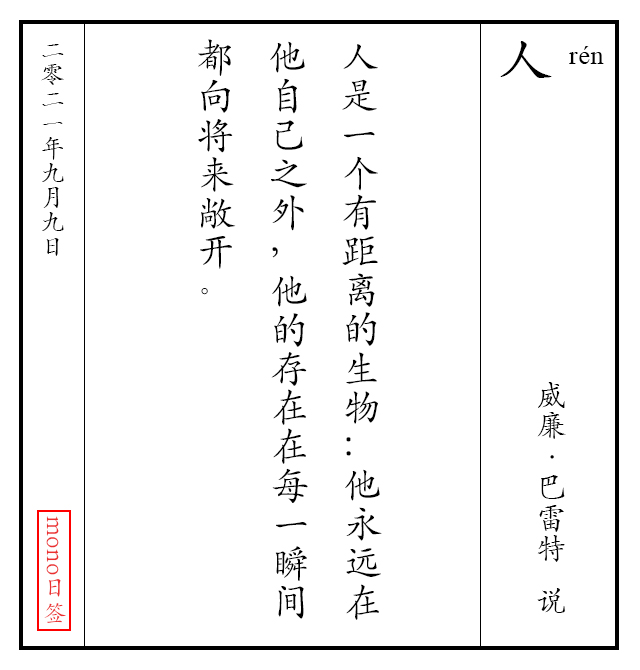 人 rén
威廉·巴雷特 说
人是一个有距离的生物：他永远在
他自己之外，他的存在在每一瞬间
都向将来敞开。
二零二一年九月九日
mono日签